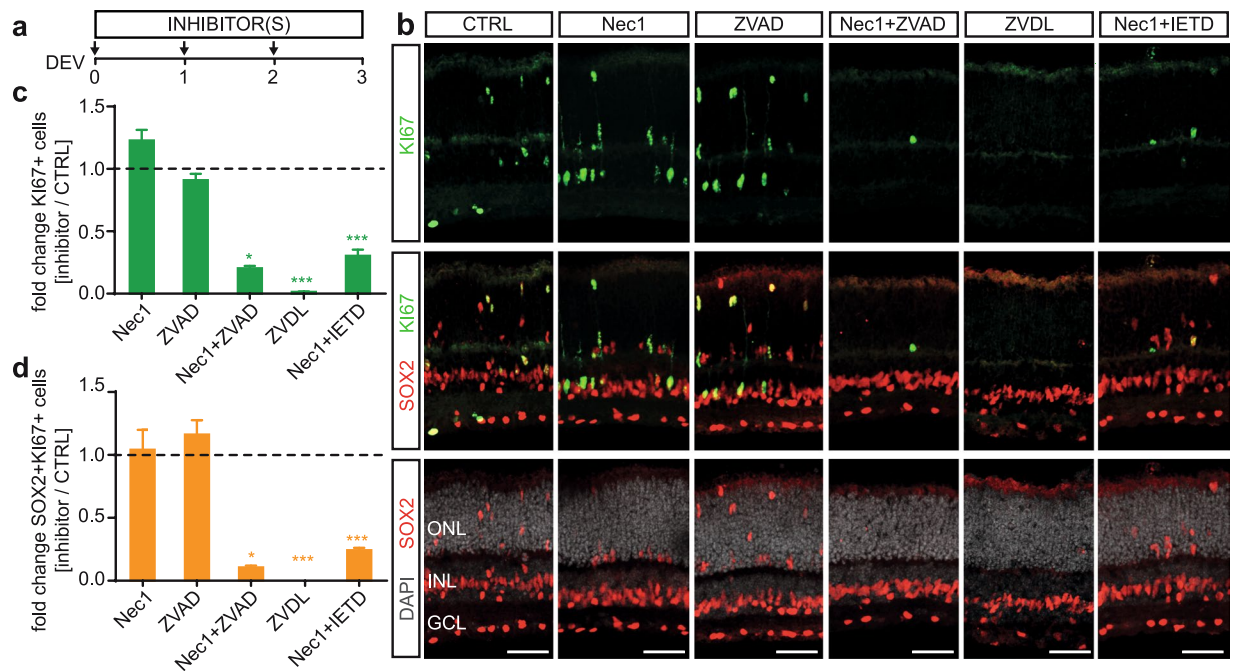 a
INHIBITOR(S)
DEV
0 1 2 3
b
CTRL Nec1 ZVAD Nec1+ZVAD ZVDL Nec1+IETD
KI67
KI67
SOX2
SOX2
DAPI
ONL
INL
GCL
c
fold change KI67+ cells
[inhibitor / CTRL]
1.5
1.0
0.5
0.0
* *** ***
Nec1 ZVAD Nec1+ZVAD ZVDL Nec1+IETD
d
fold change SOX2+KI67+ cells
[inhibitor / CTRL]
1.5
1.0
0.5
0.0
* *** ***
Nec1 ZVAD Nec1+ZVAD ZVDL Nec1+IETD